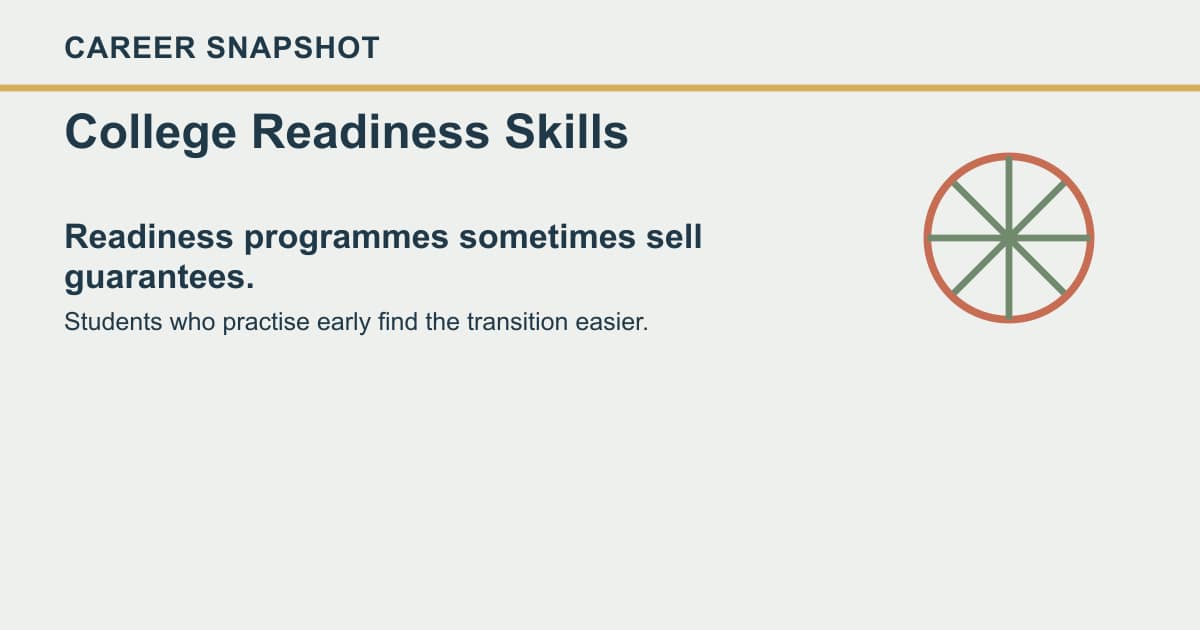 CAREER SNAPSHOT
College Readiness Skills
Readiness programmes sometimes sell
guarantees.
Students who practise early find the transition easier.